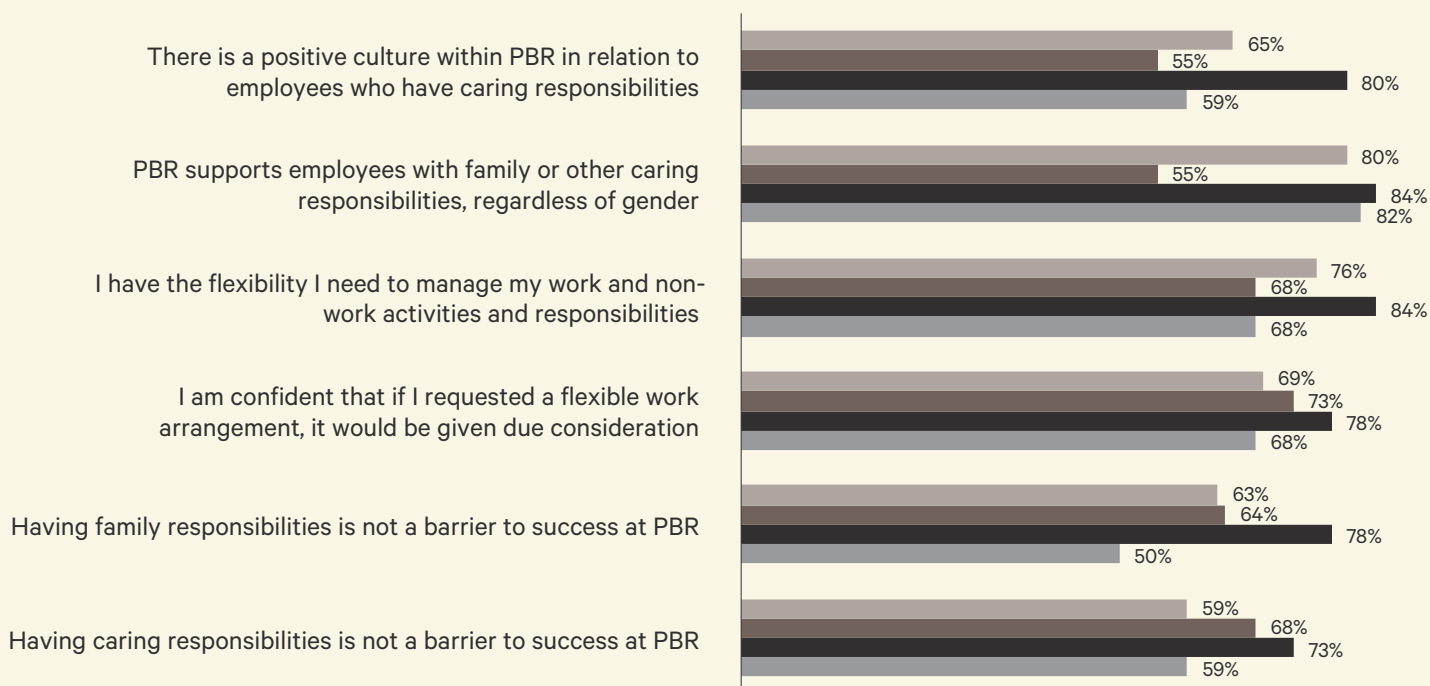 There is a positive culture within PBR in relation to
employees who have caring responsibilities
65%
55%
80%
59%
PBR supports employees with family or other caring
responsibilities, regardless of gender
80%
55%
84%
82%
I have the flexibility I need to manage my work and non-
work activities and responsibilities
76%
68%
84%
68%
I am confident that if I requested a flexible work
arrangement, it would be given due consideration
69%
73%
78%
68%
Having family responsibilities is not a barrier to success at PBR
63%
64%
78%
50%
Having caring responsibilities is not a barrier to success at PBR
59%
68%
73%
59%